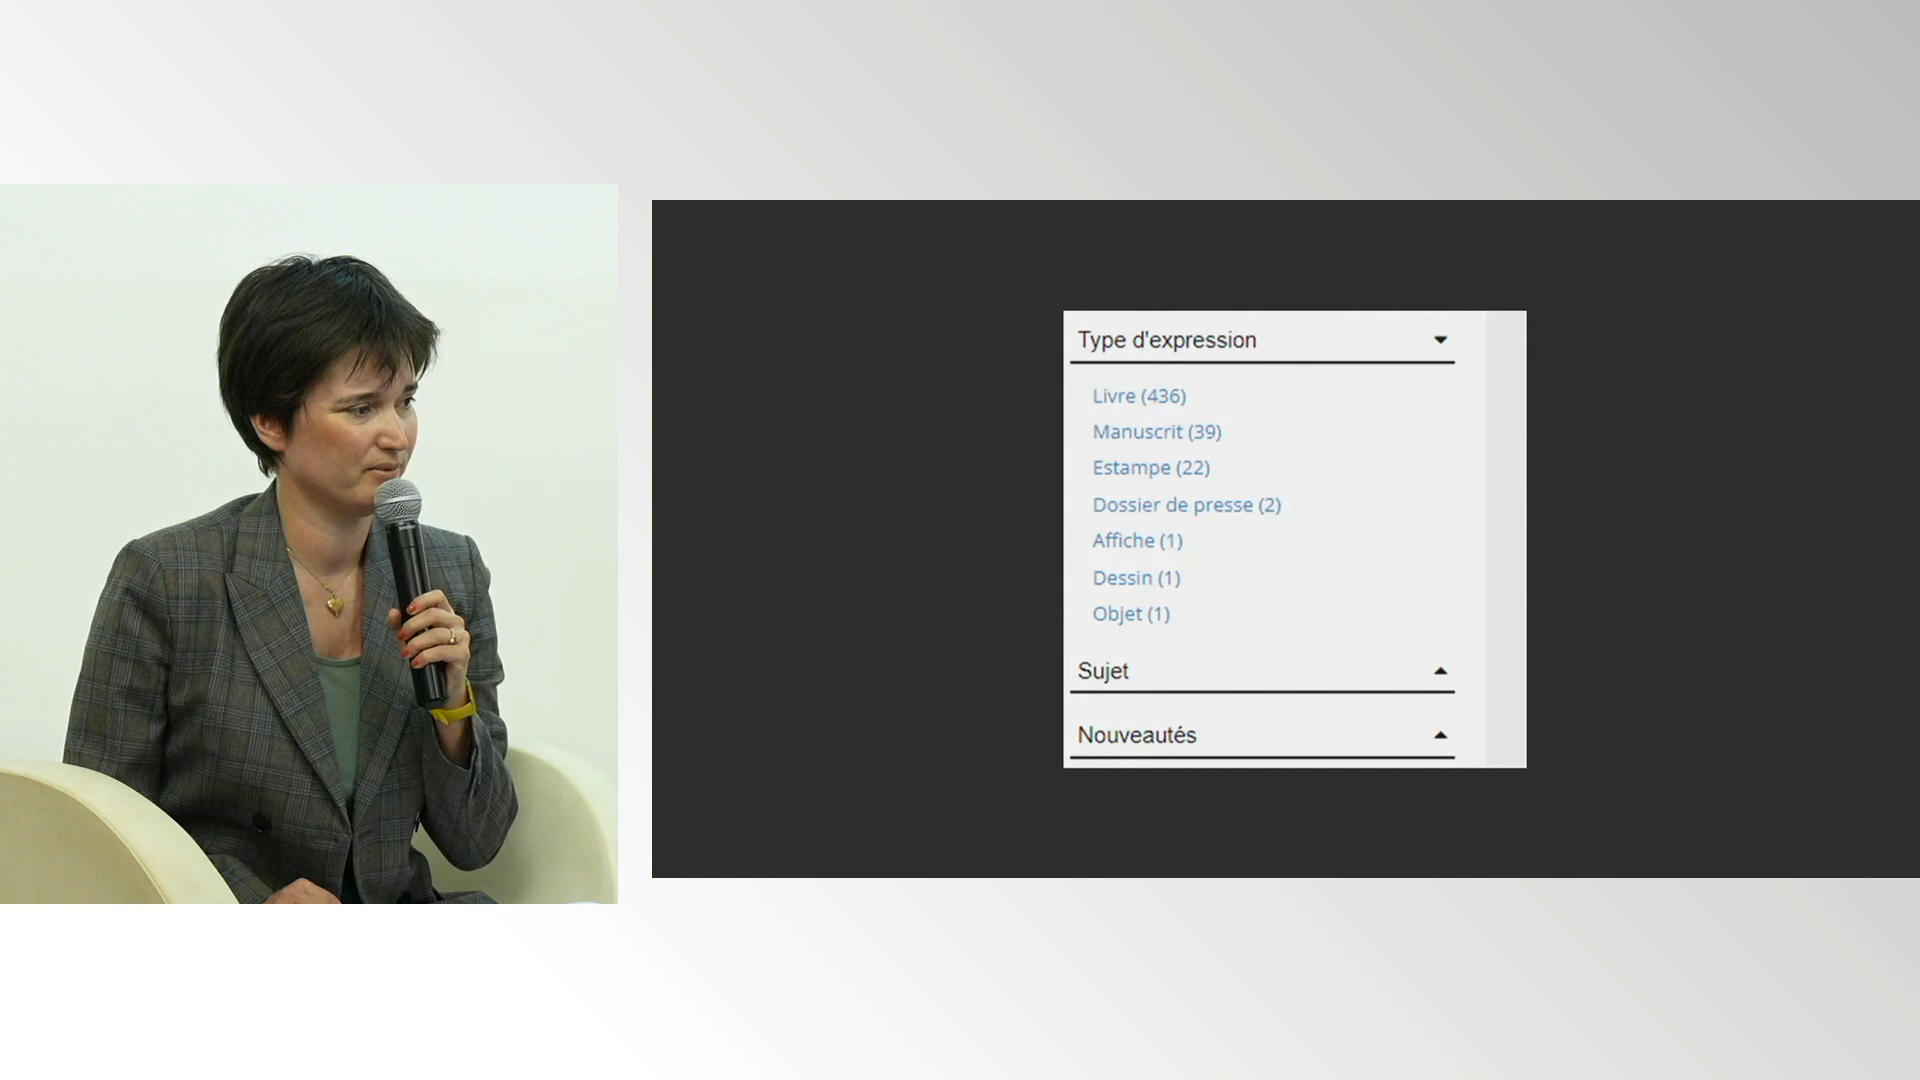 Type d'expression
Livre (436)
Manuscrit (39)
Estampe (22)
Dossier de presse (2)
Affiche (1)
Dessin (1)
Objet (1)
Sujet
Nouveautés